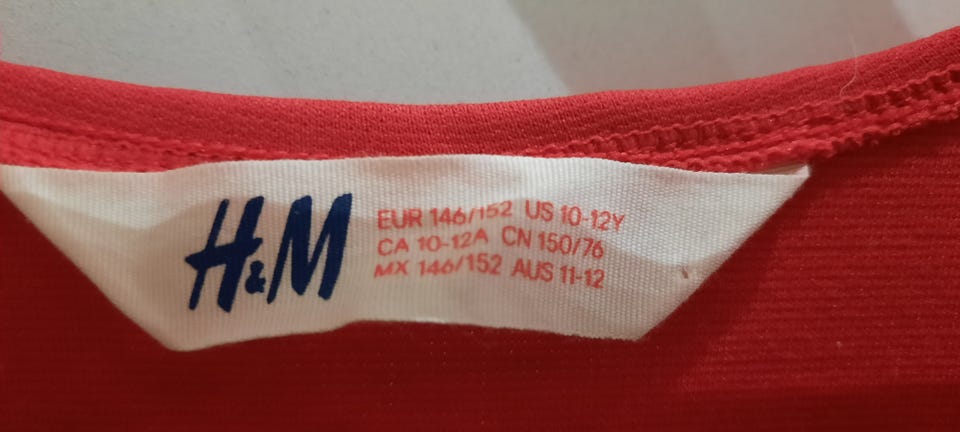 H&M
EUR 146/152 US 10-12Y
CA 10-12A CN 150/76
MX 146/152 AUS 11-12